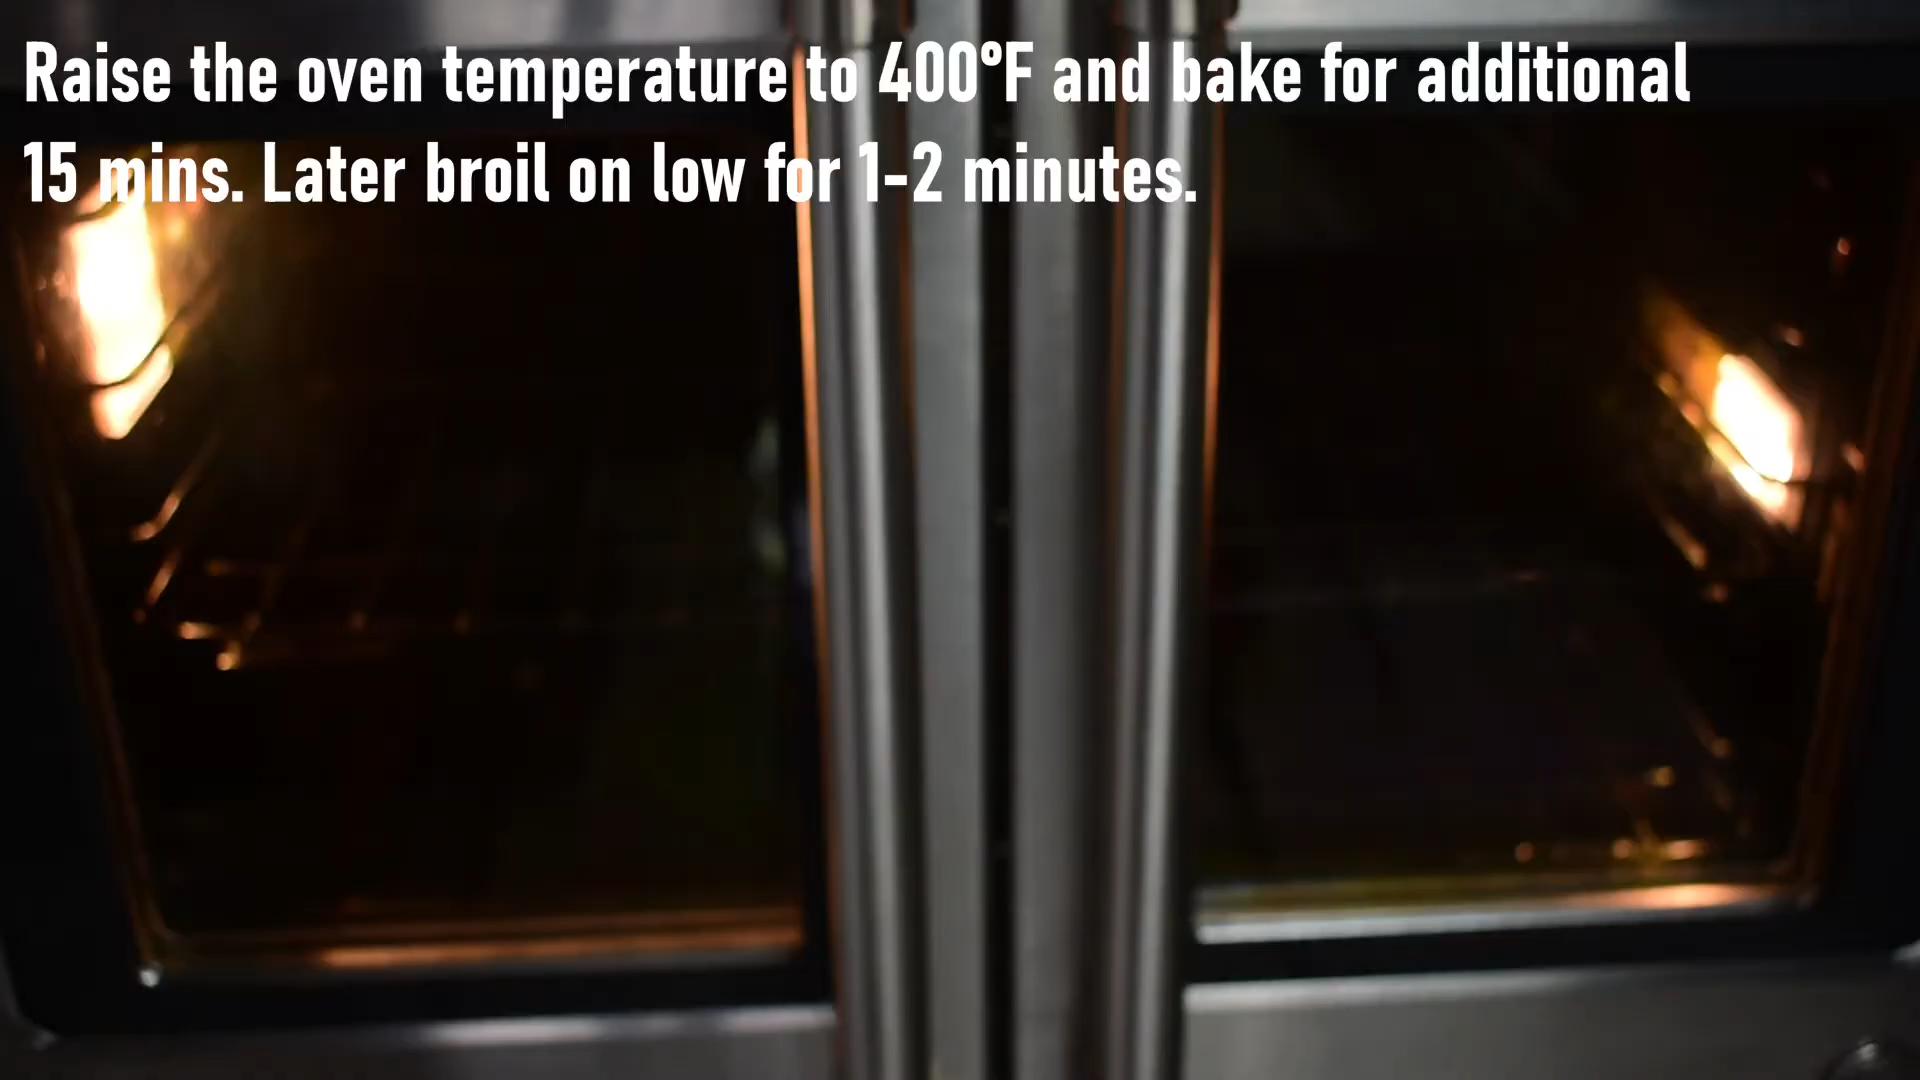 Raise the oven temperature to 400°F and bake for additional
15 mins. Later broil on low for 1-2 minutes.